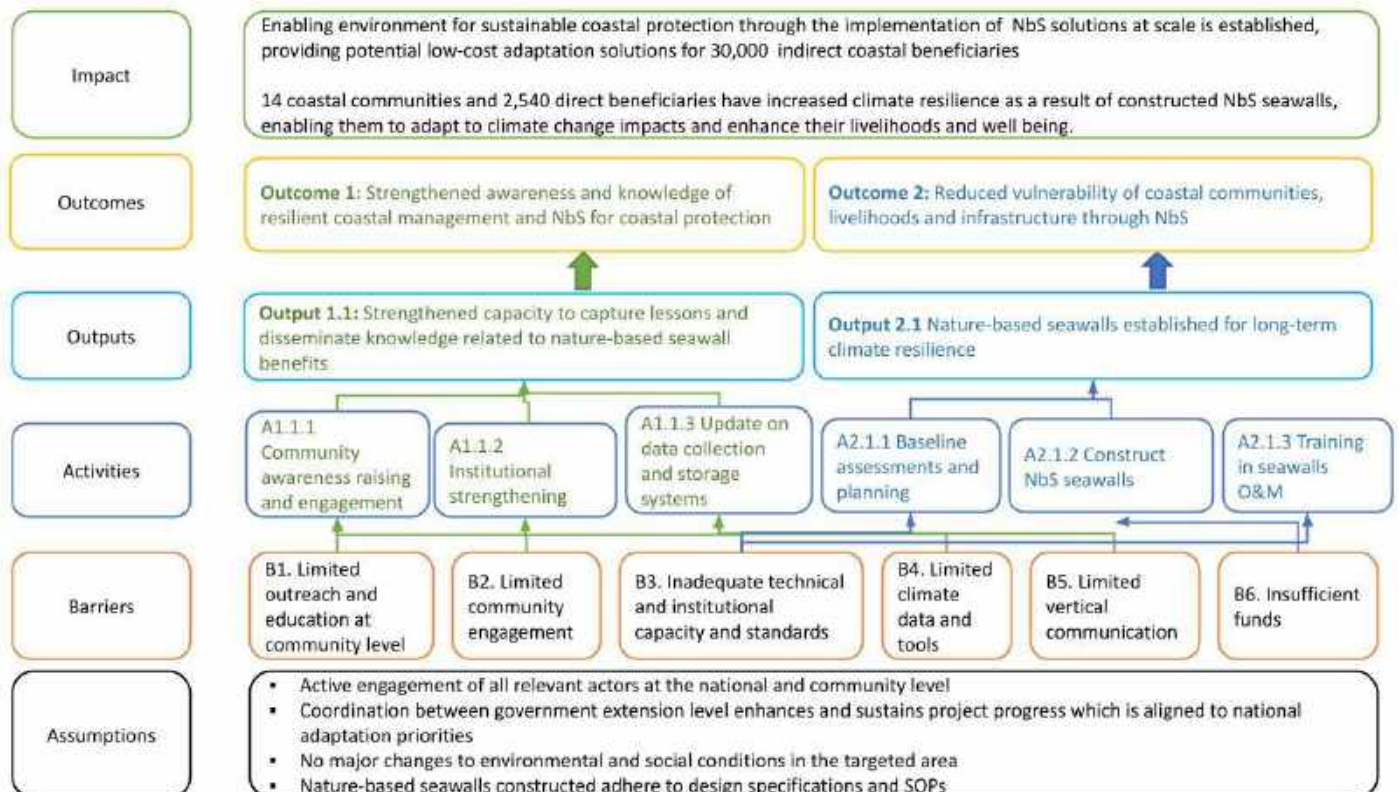 Impact
Enabling environment for sustainable coastal protection through the implementation of NbS solutions at scale is established,
providing potential low-cost adaptation solutions for 30,000 indirect coastal beneficiaries
14 coastal communities and 2,540 direct beneficiaries have increased climate resilience as a result of constructed NbS seawalls,
enabling them to adapt to climate change impacts and enhance their livelihoods and well being.
Outcomes
Outcome 1: Strengthened awareness and knowledge of
resilient coastal management and NbS for coastal protection
Outcome 2: Reduced vulnerability of coastal communities,
livelihoods and infrastructure through NbS
Outputs
Output 1.1: Strengthened capacity to capture lessons and
disseminate knowledge related to nature-based seawall
benefits
Output 2.1 Nature-based seawalls established for long-term
climate resilience
Activities
A1.1.1
Community
awareness raising
and engagement
A1.1.2
Institutional
strengthening
A1.1.3 Update on
data collection
and storage
systems
A2.1.1 Baseline
assessments and
planning
A2.1.2 Construct
NbS seawalls
A2.1.3 Training
in seawalls
O&M
Barriers
B1. Limited
outreach and
education at
community level
B2. Limited
community
engagement
B3. Inadequate technical
and institutional
capacity and standards
B4. Limited
climate
data and
tools
B5. Limited
vertical
communication
B6. Insufficient
funds
Assumptions
▪ Active engagement of all relevant actors at the national and community level
▪ Coordination between government extension level enhances and sustains project progress which is aligned to national
adaptation priorities
▪ No major changes to environmental and social conditions in the targeted area
▪ Nature-based seawalls constructed adhere to design specifications and SOPs